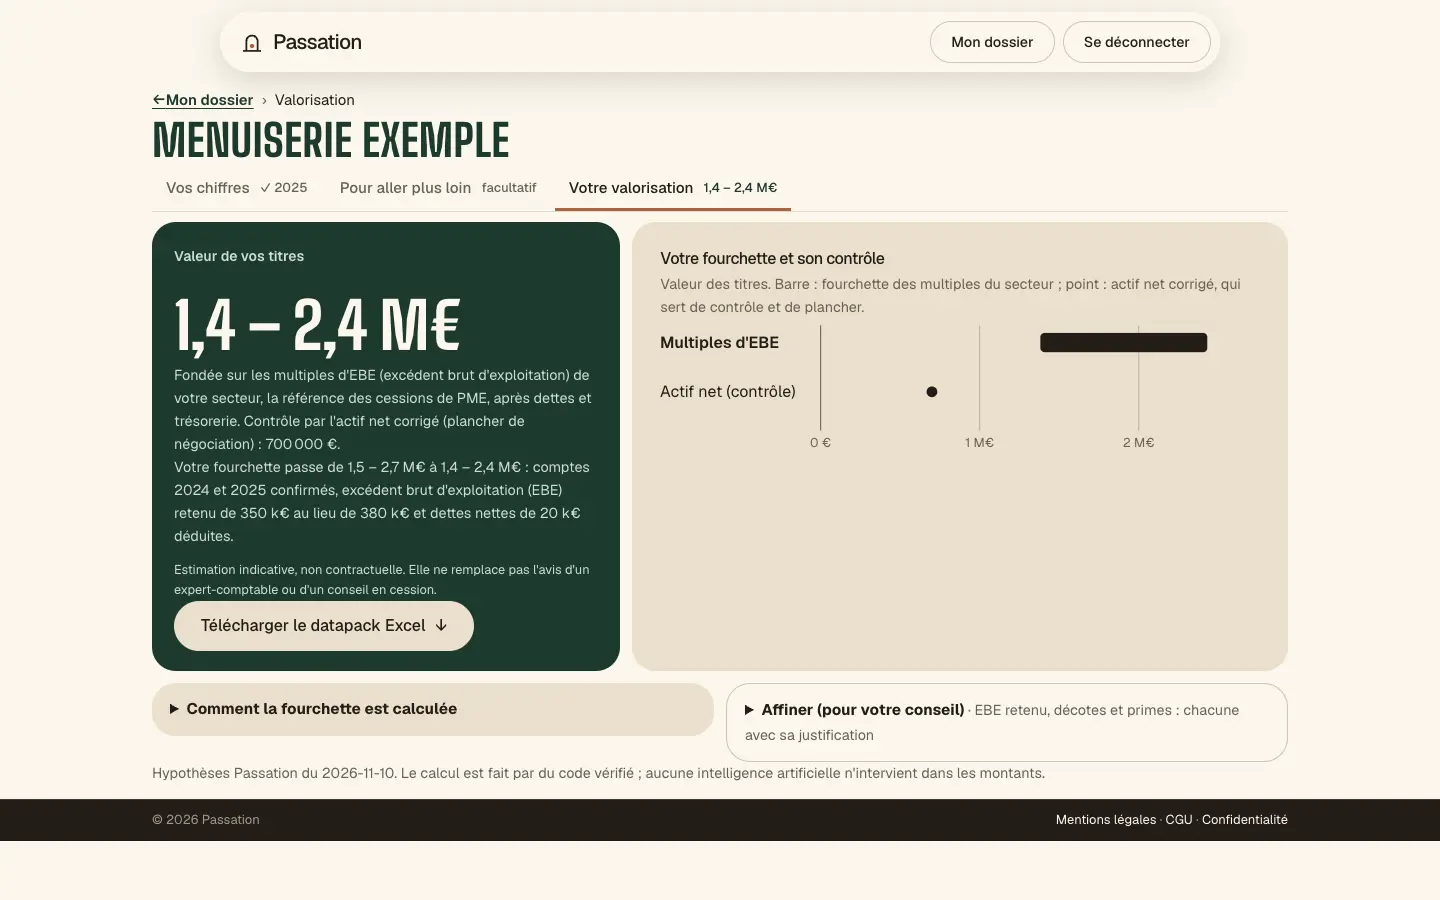 Passation
Mon dossier
Se déconnecter
←Mon dossier › Valorisation
MENUISERIE EXEMPLE
Vos chiffres ✓ 2025
Pour aller plus loin facultatif
Votre valorisation 1,4 – 2,4 M€
Valeur de vos titres
1,4 – 2,4 M€
Fondée sur les multiples d'EBE (excédent brut d'exploitation) de
votre secteur, la référence des cessions de PME, après dettes et
trésorerie. Contrôle par l'actif net corrigé (plancher de
négociation) : 700 000 €.
Votre fourchette passe de 1,5 – 2,7 M€ à 1,4 – 2,4 M€ : comptes
2024 et 2025 confirmés, excédent brut d'exploitation (EBE)
retenu de 350 k€ au lieu de 380 k€ et dettes nettes de 20 k€
déduites.
Estimation indicative, non contractuelle. Elle ne remplace pas l'avis d'un
expert-comptable ou d'un conseil en cession.
Télécharger le datapack Excel ↓
Votre fourchette et son contrôle
Valeur des titres. Barre : fourchette des multiples du secteur ; point : actif net corrigé, qui
sert de contrôle et de plancher.
Multiples d'EBE
Actif net (contrôle)
0 €
1 M€
2 M€
▶ Comment la fourchette est calculée
▶ Affiner (pour votre conseil) · EBE retenu, décotes et primes : chacune
avec sa justification
Hypothèses Passation du 2026-11-10. Le calcul est fait par du code vérifié ; aucune intelligence artificielle n'intervient dans les montants.
© 2026 Passation
Mentions légales · CGU · Confidentialité